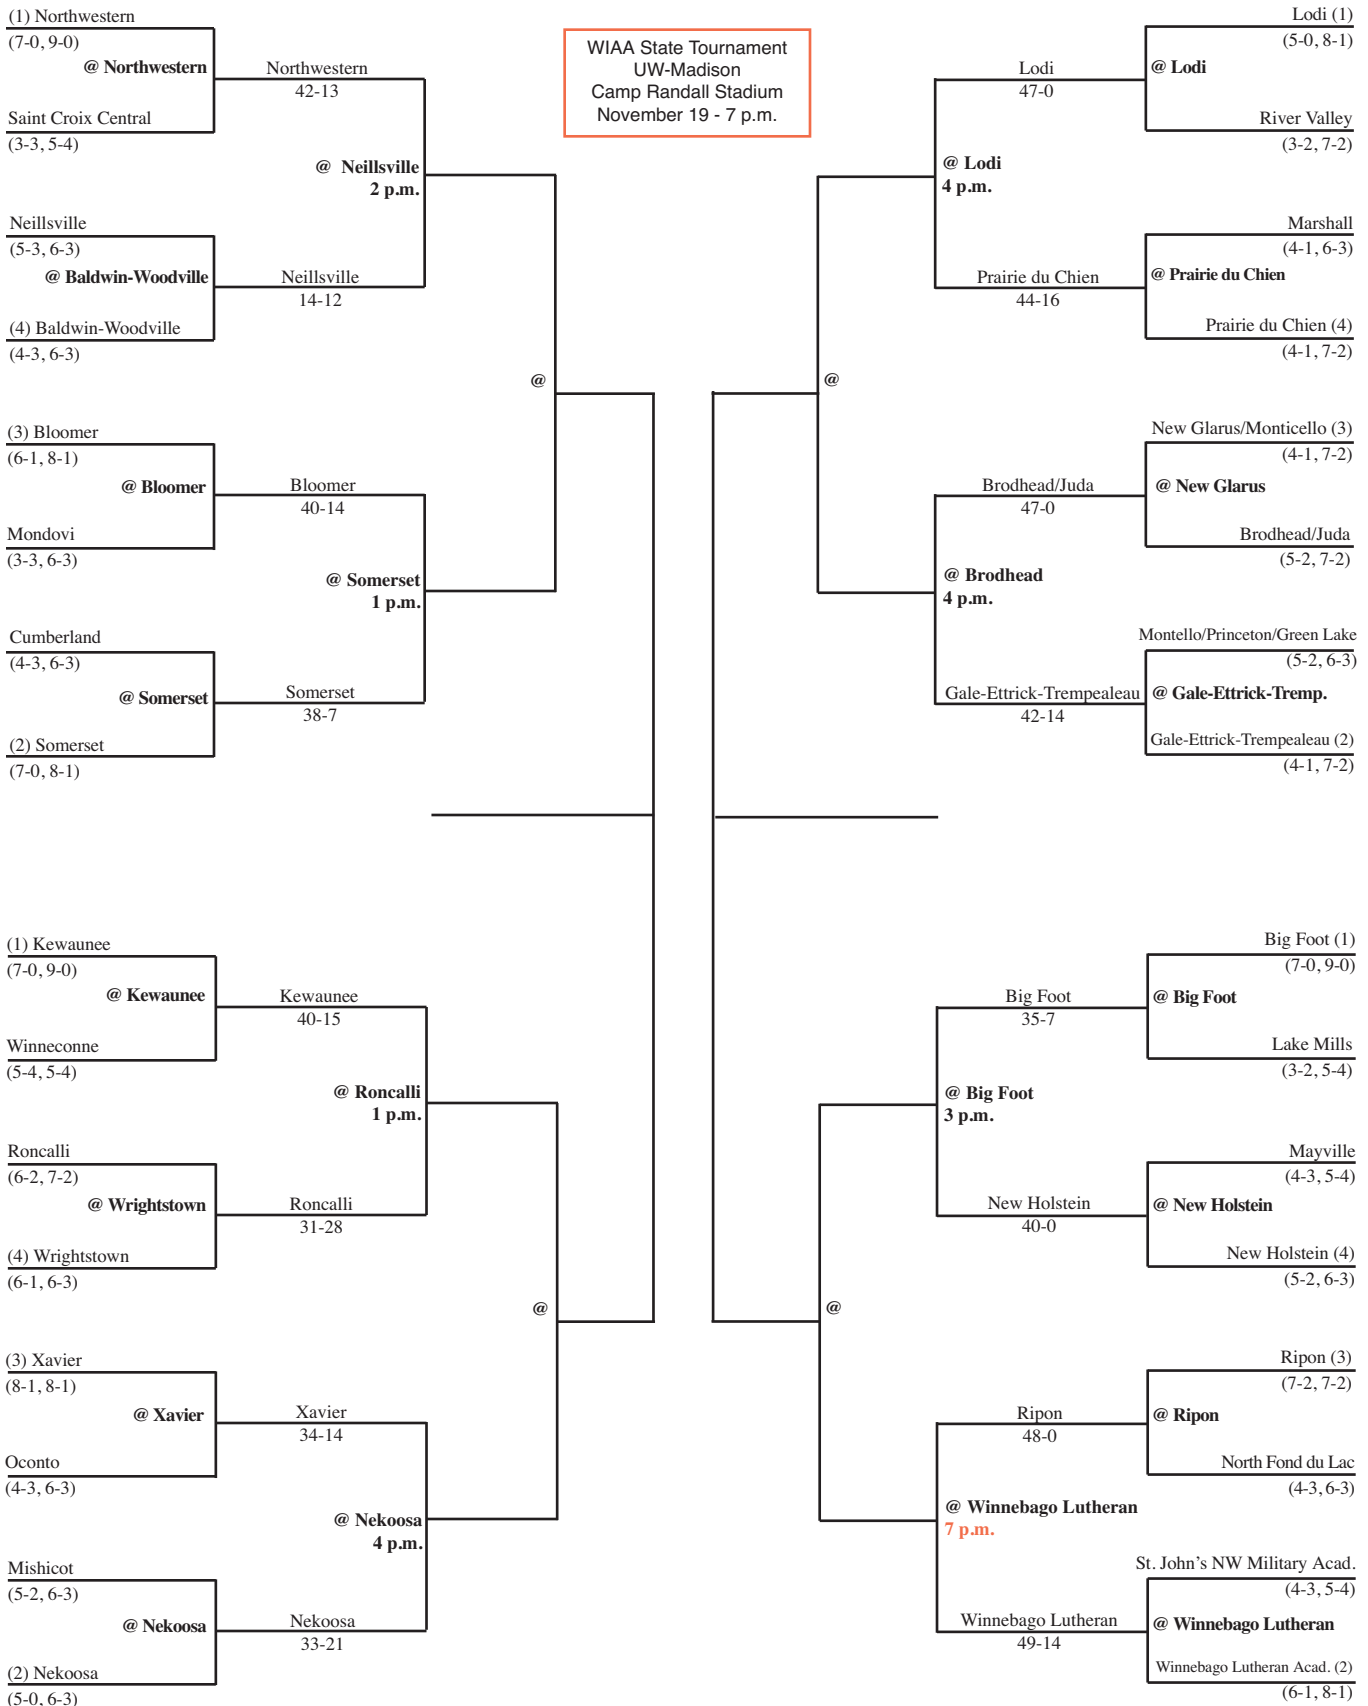 (1) Northwestern
(7-0, 9-0)
@ Northwestern
Northwestern
42-13
Saint Croix Central
(3-3, 5-4)
@ Neillsville
2 p.m.
Neillsville
(5-3, 6-3)
@ Baldwin-Woodville
Neillsville
14-12
(4) Baldwin-Woodville
(4-3, 6-3)
@
(3) Bloomer
(6-1, 8-1)
@ Bloomer
Bloomer
40-14
Mondovi
(3-3, 6-3)
@ Somerset
1 p.m.
Cumberland
(4-3, 6-3)
@ Somerset
Somerset
38-7
(2) Somerset
(7-0, 8-1)
(1) Kewaunee
(7-0, 9-0)
@ Kewaunee
Kewaunee
40-15
Winneconne
(5-4, 5-4)
@ Roncalli
1 p.m.
Roncalli
(6-2, 7-2)
@ Wrightstown
Roncalli
31-28
(4) Wrightstown
(6-1, 6-3)
@
(3) Xavier
(8-1, 8-1)
@ Xavier
Xavier
34-14
Oconto
(4-3, 6-3)
@ Nekoosa
4 p.m.
Mishicot
(5-2, 6-3)
@ Nekoosa
Nekoosa
33-21
(2) Nekoosa
(5-0, 6-3)
WIAA State Tournament
UW-Madison
Camp Randall Stadium
November 19 - 7 p.m.
Lodi (1)
(5-0, 8-1)
@ Lodi
Lodi
47-0
River Valley
(3-2, 7-2)
@ Lodi
4 p.m.
Marshall
(4-1, 6-3)
@ Prairie du Chien
Prairie du Chien
44-16
Prairie du Chien (4)
(4-1, 7-2)
@
New Glarus/Monticello (3)
(4-1, 7-2)
@ New Glarus
Brodhead/Juda
47-0
Brodhead/Juda
(5-2, 7-2)
@ Brodhead
4 p.m.
Montello/Princeton/Green Lake
(5-2, 6-3)
@ Gale-Ettrick-Tremp.
Gale-Ettrick-Trempealeau
42-14
Gale-Ettrick-Trempealeau (2)
(4-1, 7-2)
Big Foot (1)
(7-0, 9-0)
@ Big Foot
Big Foot
35-7
Lake Mills
(3-2, 5-4)
@ Big Foot
3 p.m.
Mayville
(4-3, 5-4)
@ New Holstein
New Holstein
40-0
New Holstein (4)
(5-2, 6-3)
@
Ripon (3)
(7-2, 7-2)
@ Ripon
Ripon
48-0
North Fond du Lac
(4-3, 6-3)
@ Winnebago Lutheran
7 p.m.
St. John's NW Military Acad.
(4-3, 5-4)
@ Winnebago Lutheran
Winnebago Lutheran
49-14
Winnebago Lutheran Acad. (2)
(6-1, 8-1)